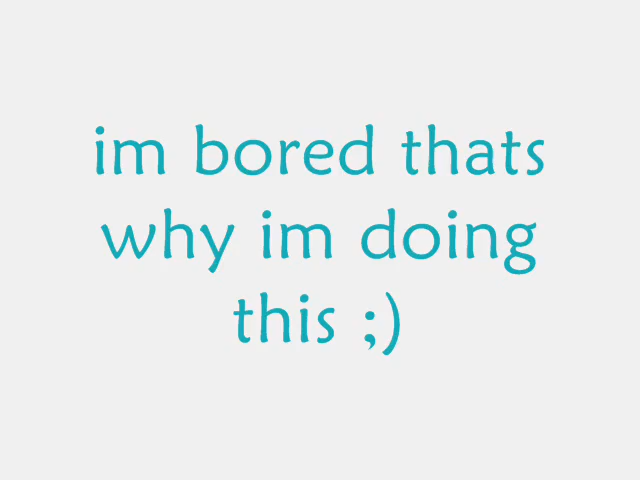 im bored thats
why im doing
this ;)